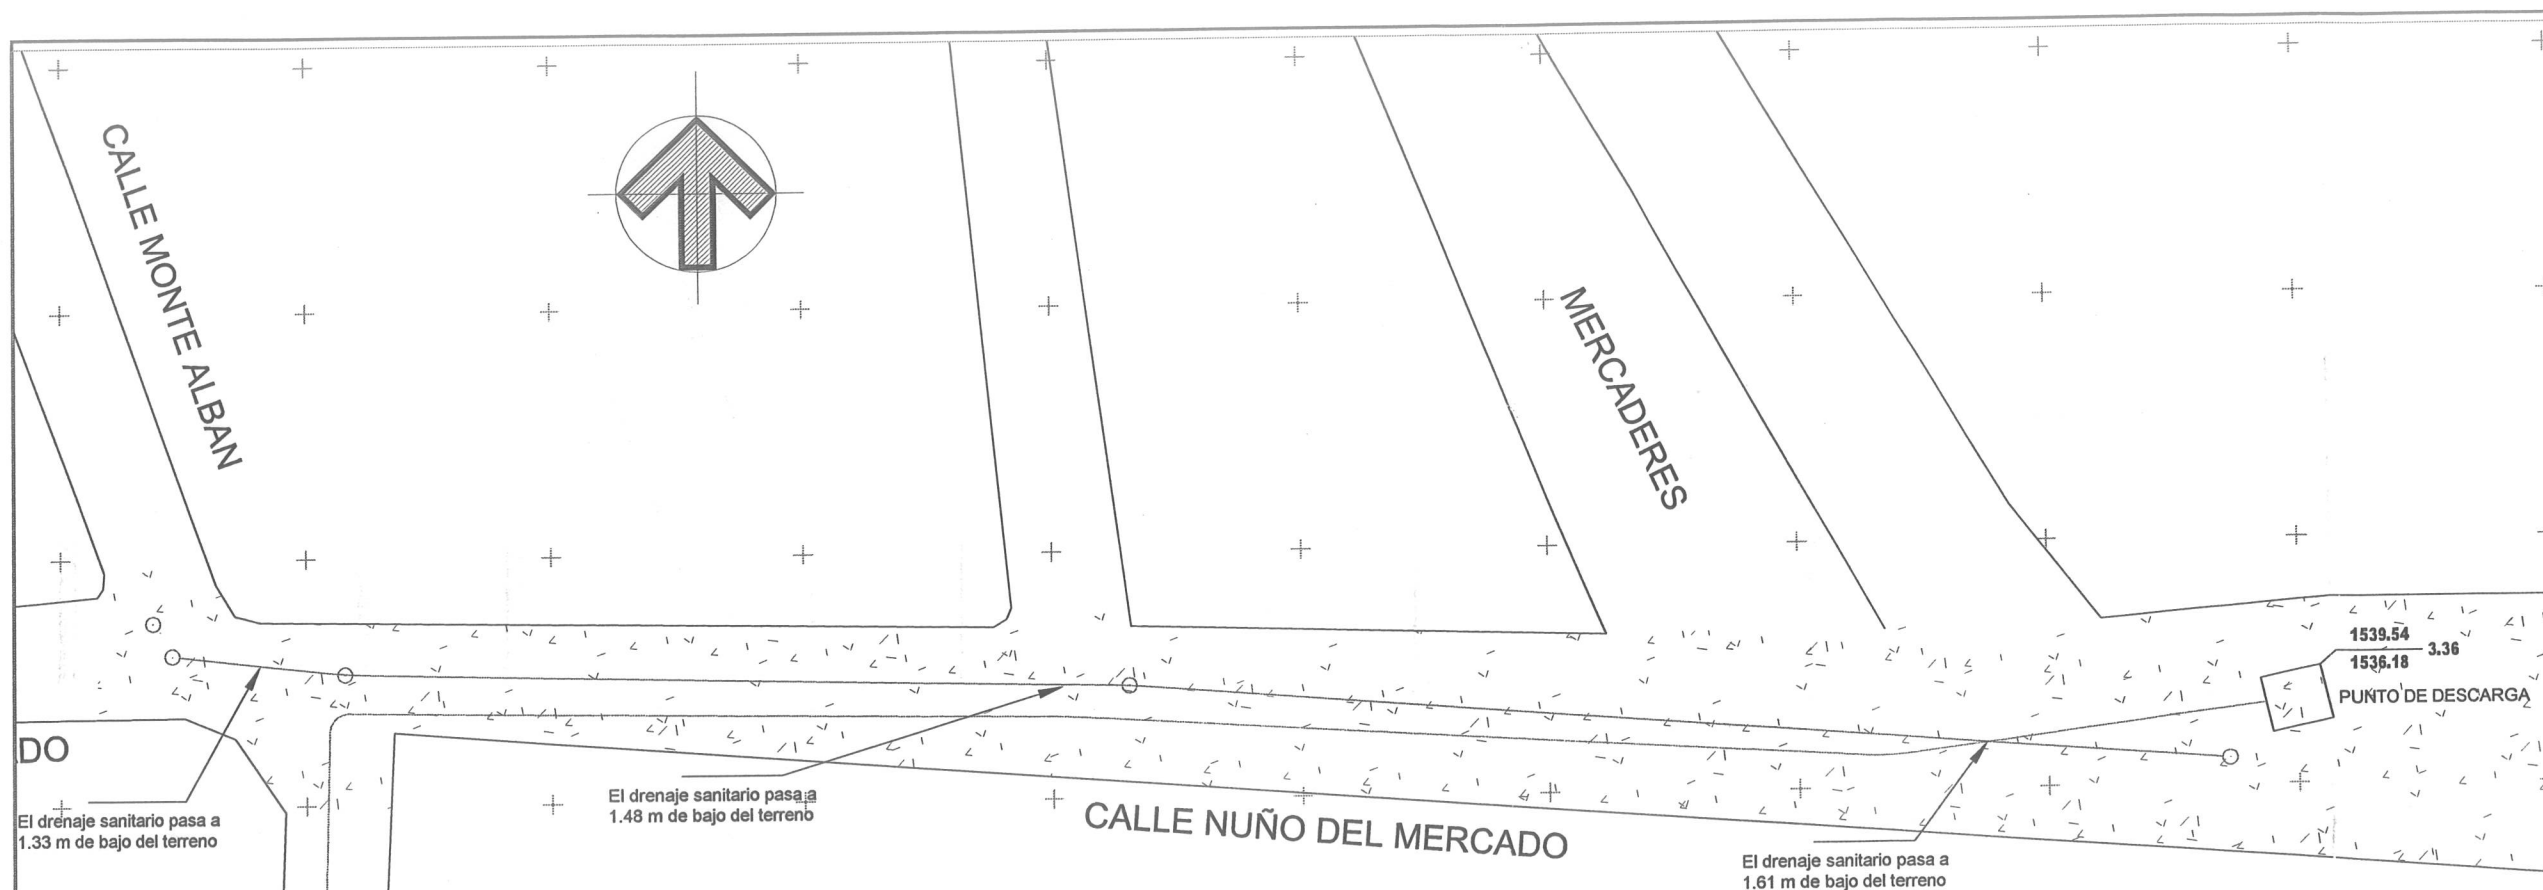 CALLE MONTE ALBAN
MERCADERES
1539.54
3.36
1536.18
PUNTO DE DESCARGA
DO
El drenaje sanitario pasa a
1.33 m de bajo del terreno
El drenaje sanitario pasa a
1.48 m de bajo del terreno
CALLE NUÑO DEL MERCADO
El drenaje sanitario pasa a
1.61 m de bajo del terreno